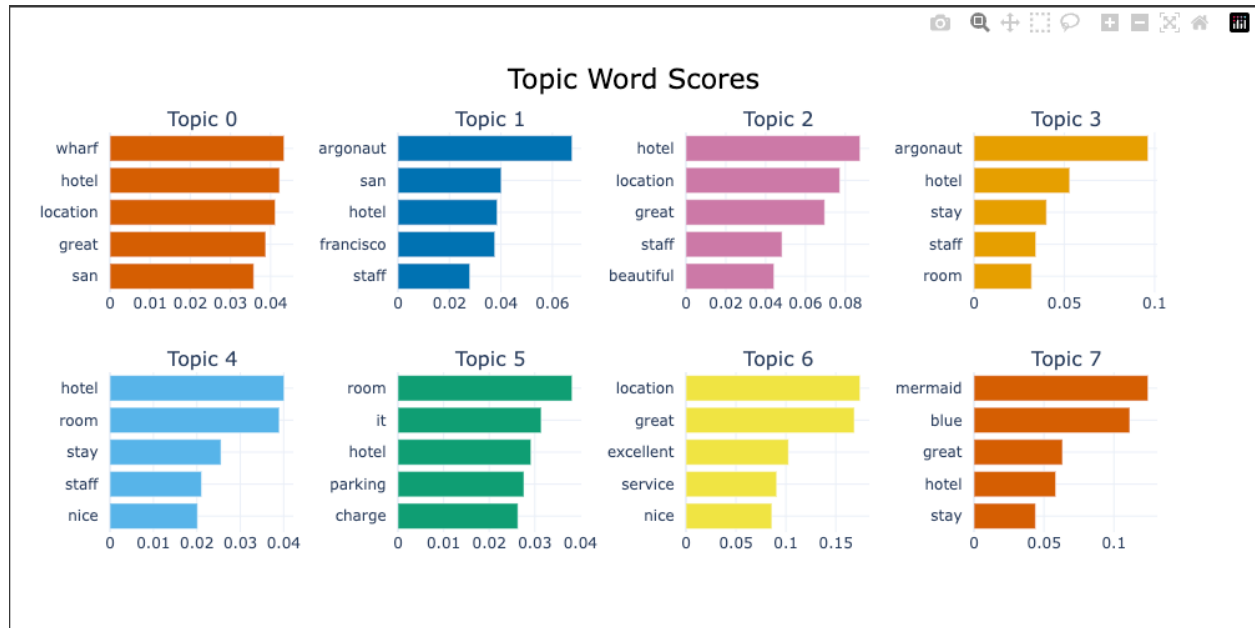 Topic Word Scores
Topic 0
wharf
hotel
location
great
san
0 0.01 0.02 0.03 0.04
Topic 1
argonaut
san
hotel
francisco
staff
0 0.02 0.04 0.06
Topic 2
hotel
location
great
staff
beautiful
0 0.02 0.04 0.06 0.08
Topic 3
argonaut
hotel
stay
staff
room
0 0.05 0.1
Topic 4
hotel
room
stay
staff
nice
0 0.01 0.02 0.03 0.04
Topic 5
room
it
hotel
parking
charge
0 0.01 0.02 0.03 0.04
Topic 6
location
great
excellent
service
nice
0 0.05 0.1 0.15
Topic 7
mermaid
blue
great
hotel
stay
0 0.05 0.1